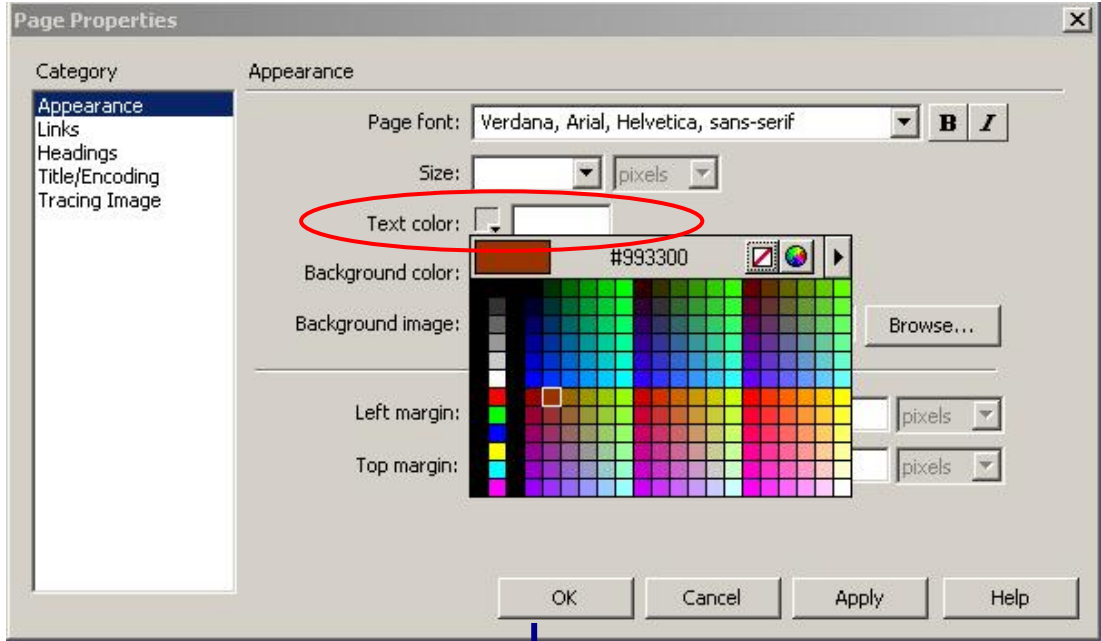 Page Properties
Category
Appearance
Links
Headings
Title/Encoding
Tracing Image
Appearance
Page font: Verdana, Arial, Helvetica, sans-serif B I
Size: pixels
Text color:
#993300
Background color:
Background image: Browse...
Left margin: pixels
Top margin: pixels
OK Cancel Apply Help